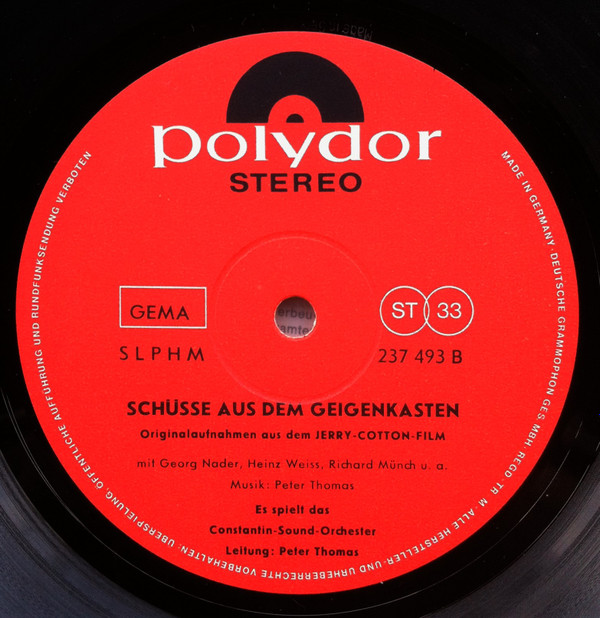 polydor
STEREO
GEMA
ST 33
SLPHM
237 493 B
SCHÜSSE AUS DEM GEIGENKASTEN
Originalaufnahmen aus dem JERRY-COTTON-FILM
mit Georg Nader, Heinz Weiss, Richard Münch u. a.
Musik: Peter Thomas
Es spielt das
Constantin-Sound-Orchester
Leitung: Peter Thomas
MADE IN GERMANY · DEUTSCHE GRAMMOPHON GES. MBH · REGD. TR. M. ALLE HERSTELLER- UND URHEBERRECHTE VORBEHALTEN: ÜBERSPIELUNG ÖFFENTLICHE AUFFÜHRUNG UND RUNDFUNKSENDUNG VERBOTEN